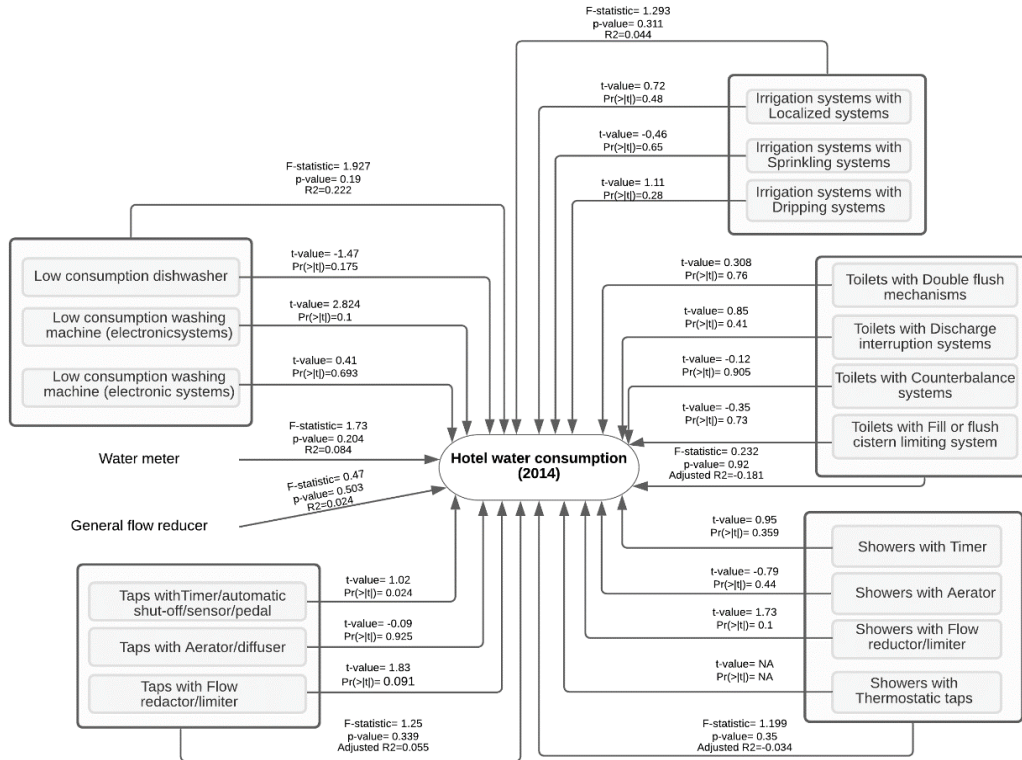 F-statistic= 1.293
p-value= 0.311
R2=0.044
t-value= 0.72
Pr(>|t|)=0.48
Irrigation systems with
Localized systems
t-value= -0,46
Pr(>|t|)=0.65
Irrigation systems with
Sprinkling systems
t-value= 1.11
Pr(>|t|)=0.28
Irrigation systems with
Dripping systems
F-statistic= 1.927
p-value= 0.19
R2=0.222
Low consumption dishwasher
t-value= -1.47
Pr(>|t|)=0.175
Low consumption washing
machine (electronicsystems)
t-value= 2.824
Pr(>|t|)=0.1
Low consumption washing
machine (electronic systems)
t-value= 0.41
Pr(>|t|)=0.693
t-value= 0.308
Pr(>|t|)= 0.76
Toilets with Double flush
mechanisms
t-value= 0.85
Pr(>|t|)= 0.41
Toilets with Discharge
interruption systems
t-value= -0.12
Pr(>|t|)= 0.905
Toilets with Counterbalance
systems
t-value= -0.35
Pr(>|t|)= 0.73
Toilets with Fill or flush
cistern limiting system
F-statistic= 0.232
p-value= 0.92
Adjusted R2=-0.181
Water meter
F-statistic= 1.73
p-value= 0.204
R2=0.084
Hotel water consumption
(2014)
General flow reducer
F-statistic= 0.47
p-value= 0.503
R2=0.024
Taps withTimer/automatic
shut-off/sensor/pedal
t-value= 1.02
Pr(>|t|)= 0.024
Taps with Aerator/diffuser
t-value= -0.09
Pr(>|t|)= 0.925
Taps with Flow
redactor/limiter
t-value= 1.83
Pr(>|t|)= 0.091
F-statistic= 1.25
p-value= 0.339
Adjusted R2=0.055
t-value= 0.95
Pr(>|t|)= 0.359
Showers with Timer
t-value= -0.79
Pr(>|t|)= 0.44
Showers with Aerator
t-value= 1.73
Pr(>|t|)= 0.1
Showers with Flow
reductor/limiter
t-value= NA
Pr(>|t|)= NA
Showers with
Thermostatic taps
F-statistic= 1.199
p-value= 0.35
Adjusted R2=-0.034